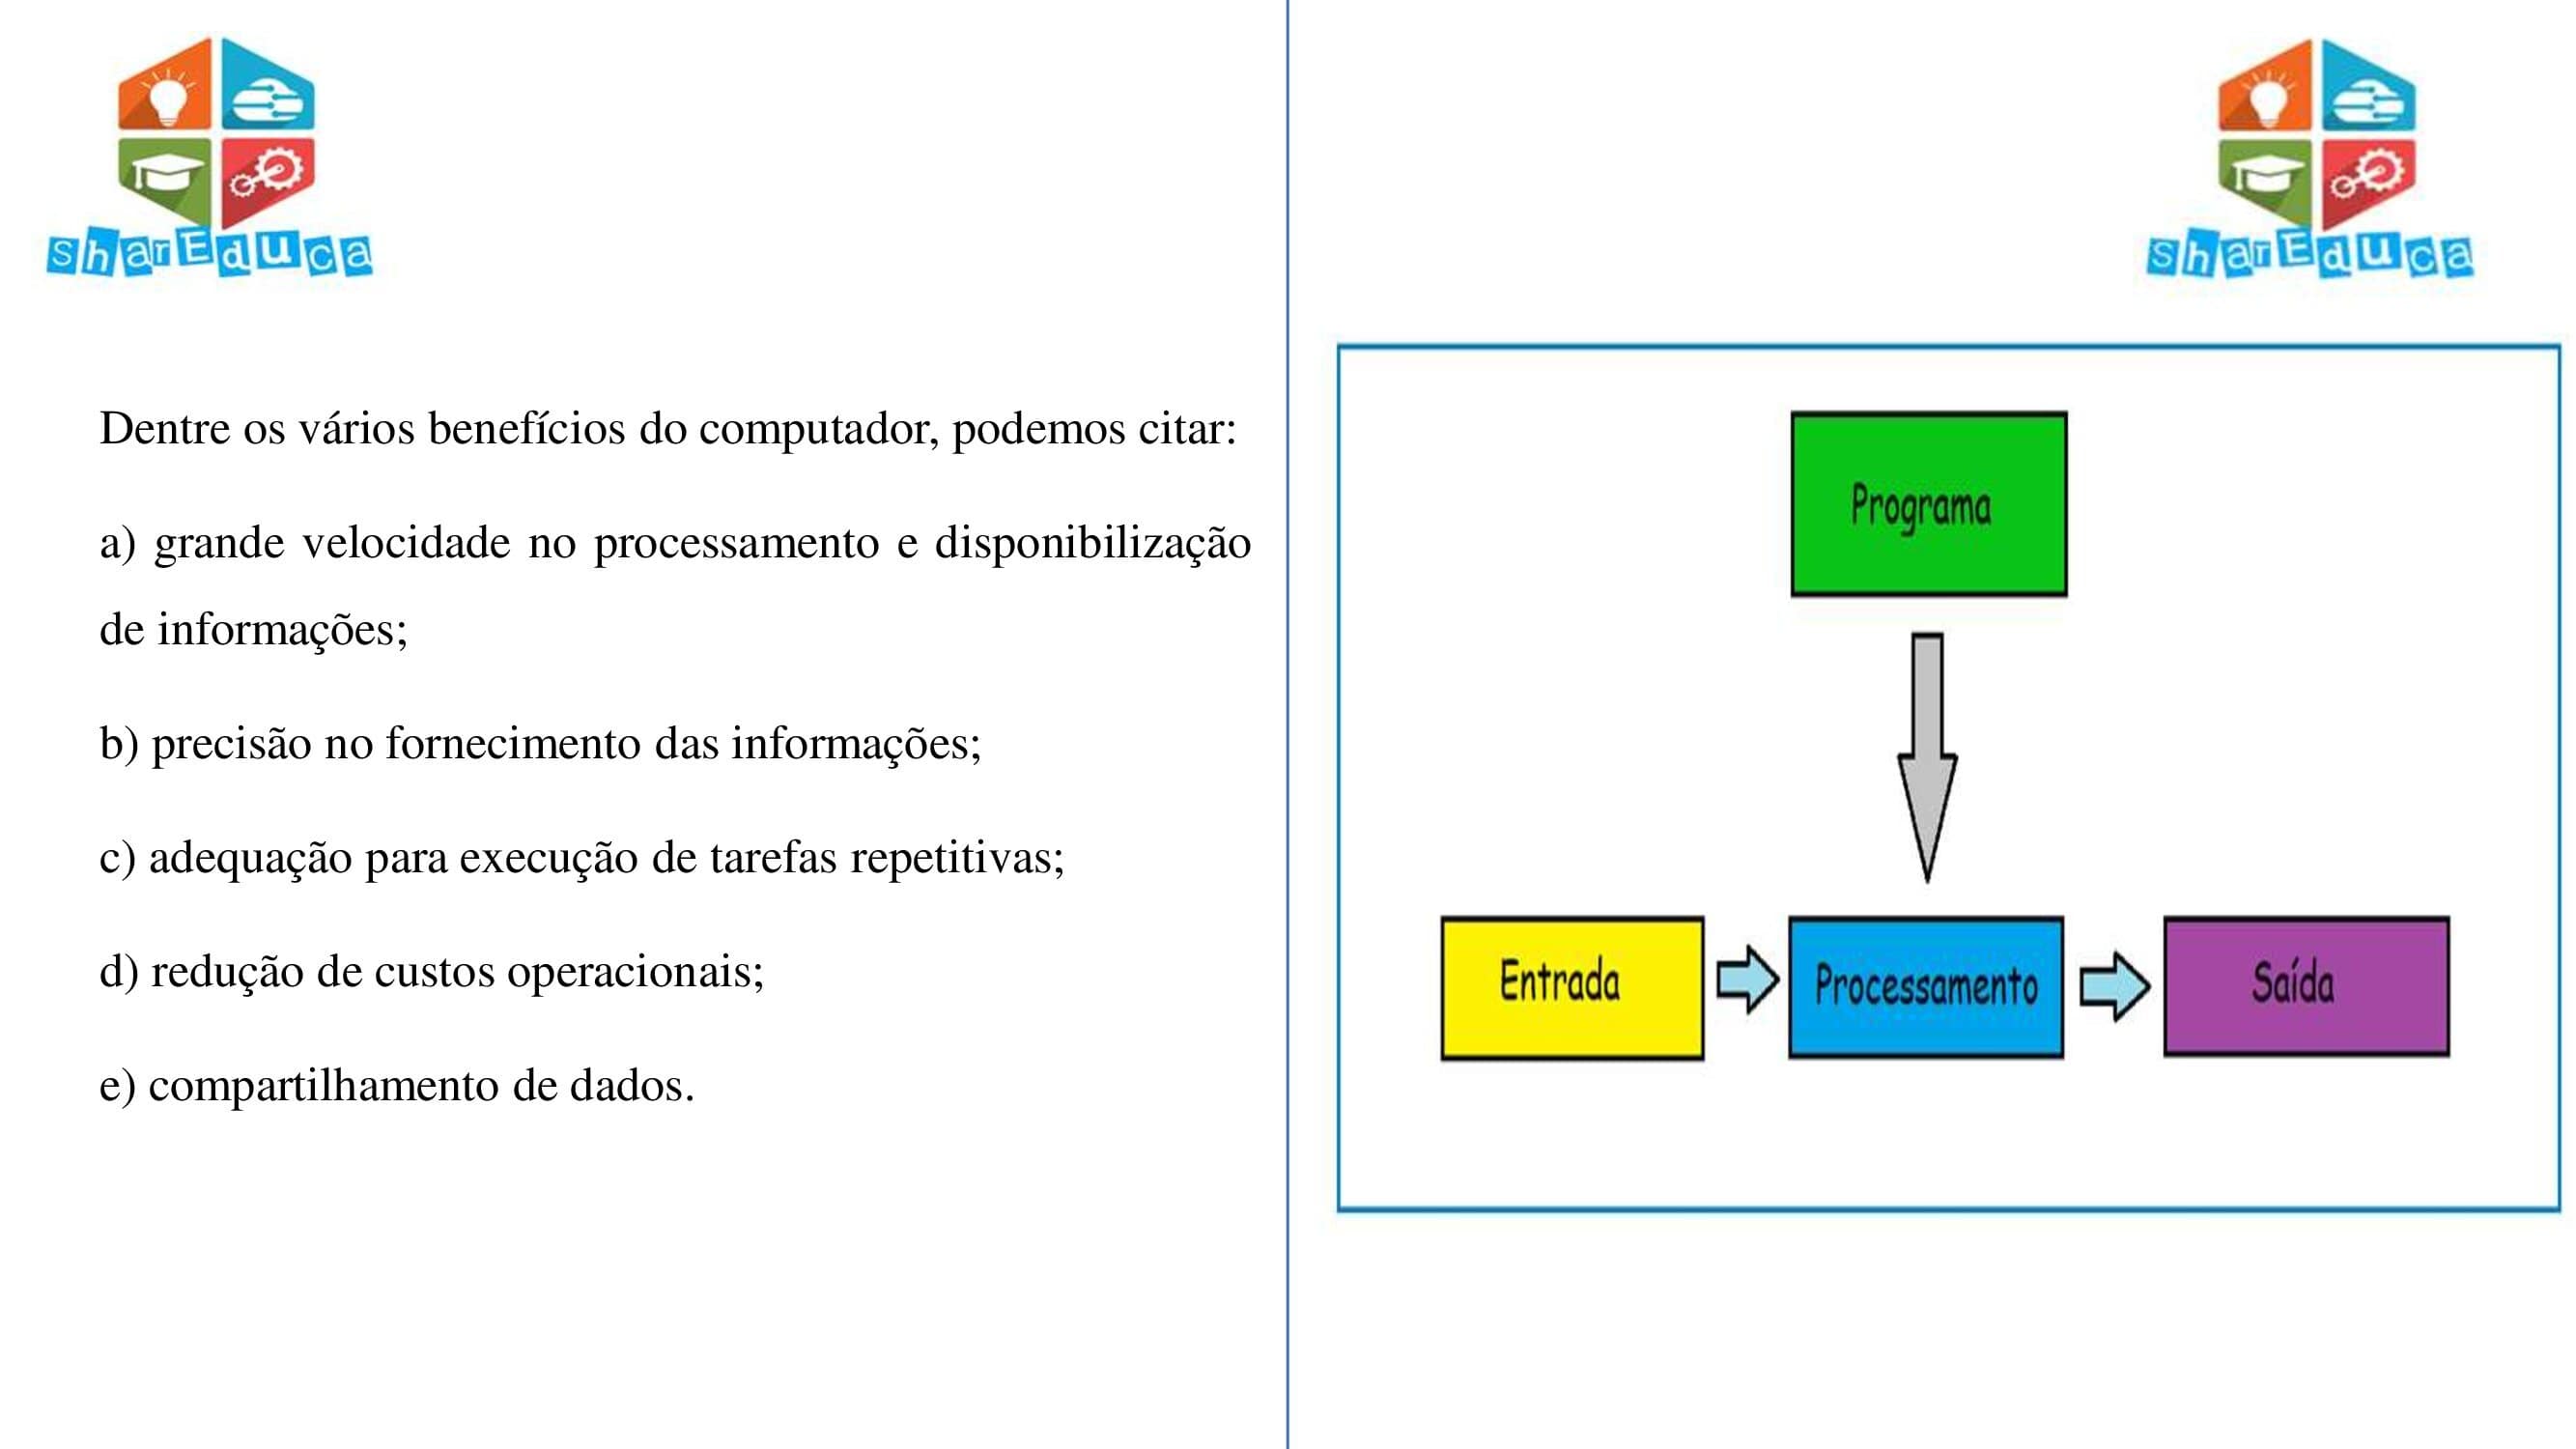 sharEduca
sharEduca
Dentre os vários benefícios do computador, podemos citar:
a) grande velocidade no processamento e disponibilização
de informações;
b) precisão no fornecimento das informações;
c) adequação para execução de tarefas repetitivas;
d) redução de custos operacionais;
e) compartilhamento de dados.
Programa
Entrada
Processamento
Saída